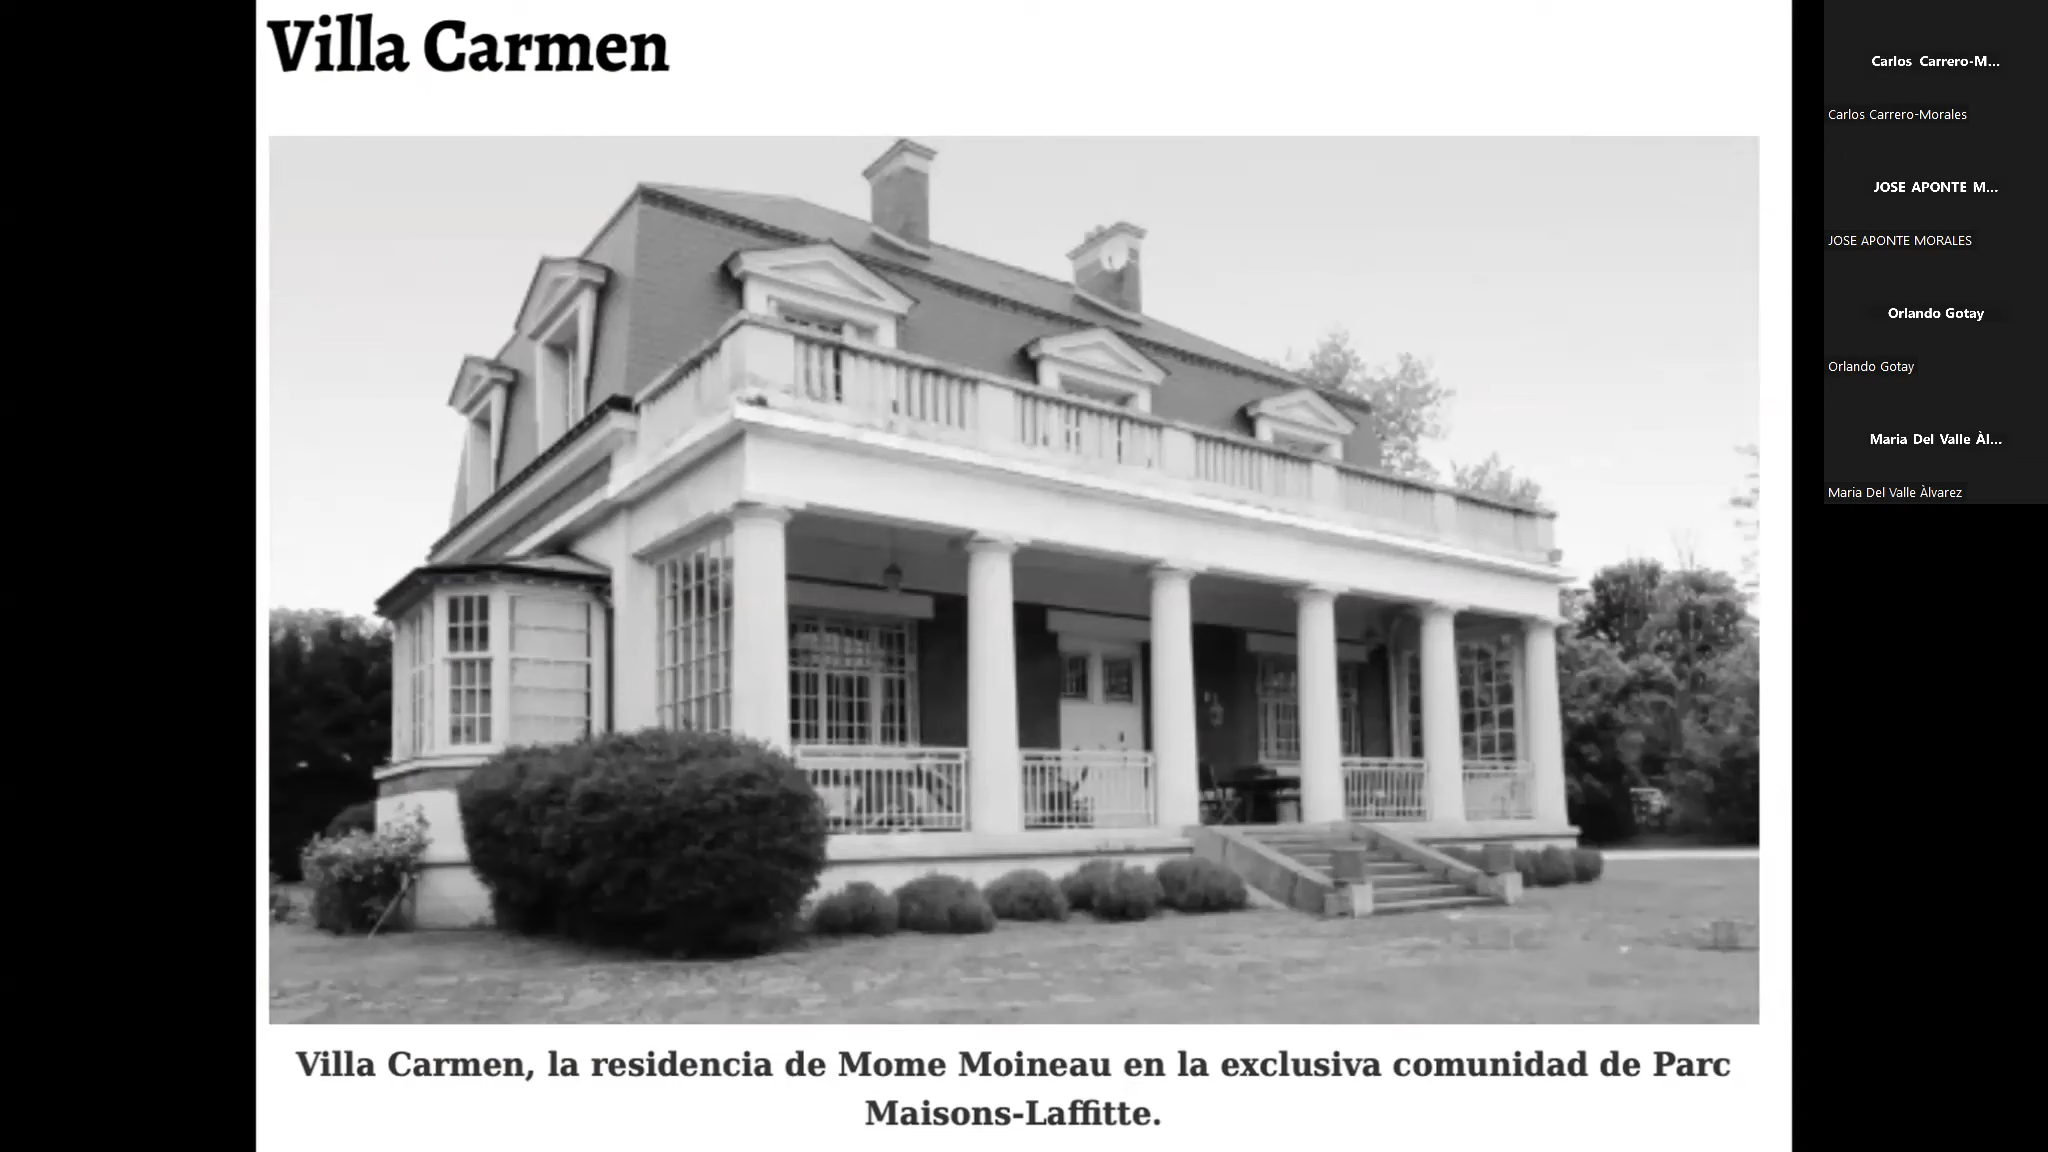 Villa Carmen
Villa Carmen, la residencia de Mome Moineau en la exclusiva comunidad de Parc
Maisons-Laffitte.
Carlos Carrero-M...
Carlos Carrero-Morales
JOSE APONTE M...
JOSE APONTE MORALES
Orlando Gotay
Orlando Gotay
Maria Del Valle Àl...
Maria Del Valle Àlvarez